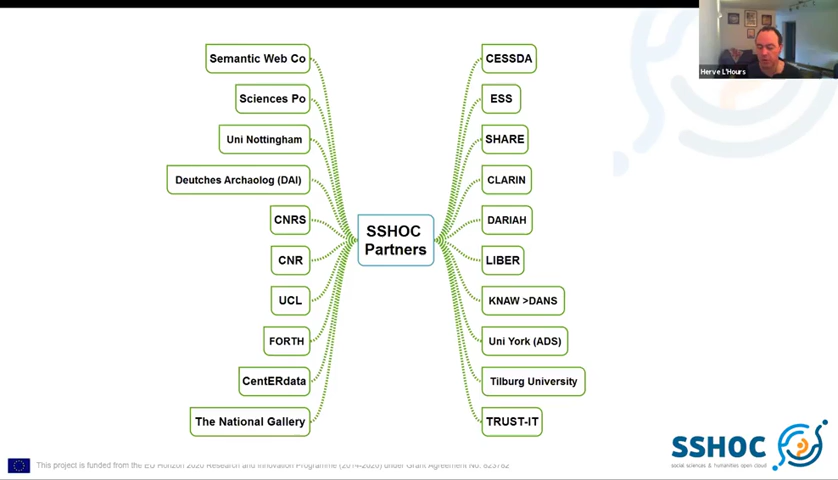 Semantic Web Co
Sciences Po
Uni Nottingham
Deutches Archaolog (DAI)
CNRS
CNR
UCL
FORTH
CentERdata
The National Gallery
SSHOC
Partners
CESSDA
ESS
SHARE
CLARIN
DARIAH
LIBER
KNAW >DANS
Uni York (ADS)
Tilburg University
TRUST-IT
Herve L'Hours
SSHOC
social sciences & humanities open cloud
This project is funded from the EU Horizon 2020 Research and Innovation Programme (2014-2020) under Grant Agreement No. 823782